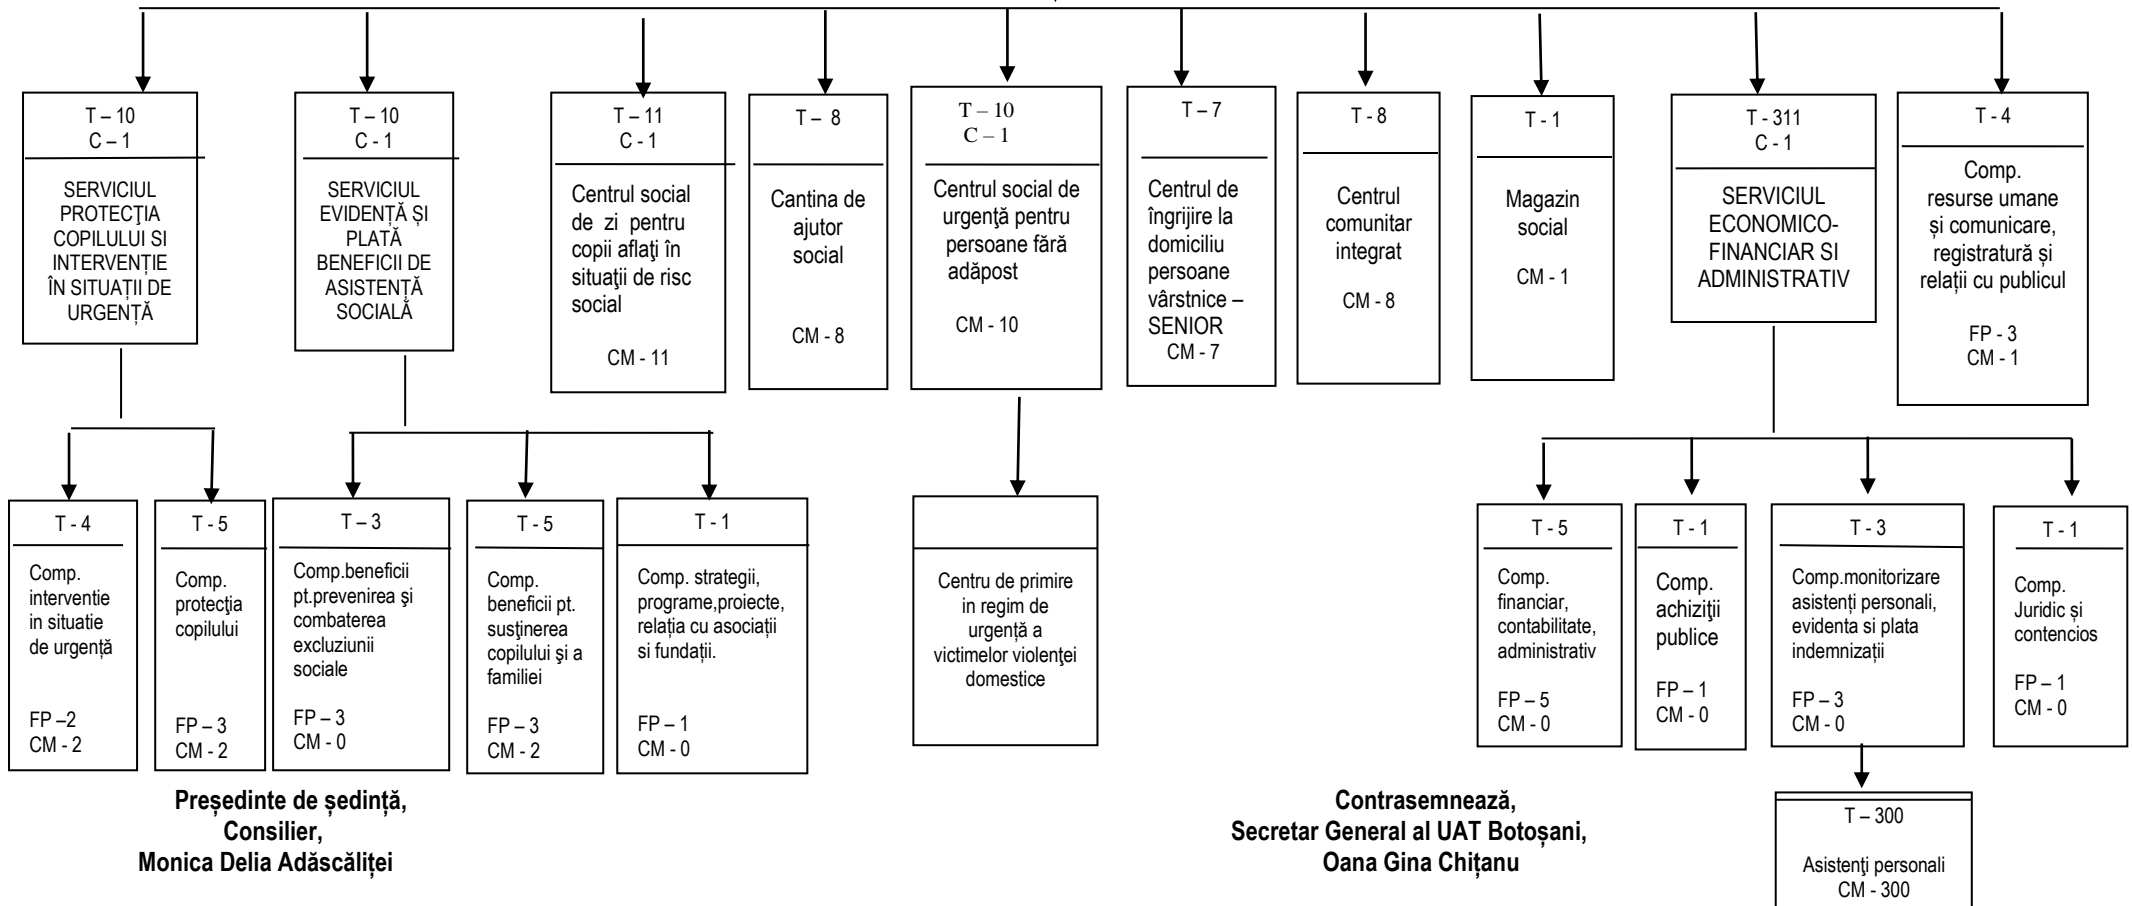 T – 10
C – 1
SERVICIUL
PROTECŢIA
COPILULUI SI
INTERVENȚIE
ÎN SITUAȚII DE
URGENȚĂ
T – 10
C - 1
SERVICIUL
EVIDENȚĂ ȘI
PLATĂ
BENEFICII DE
ASISTENȚĂ
SOCIALĂ
T – 11
C - 1
Centrul social
de zi pentru
copii aflaţi în
situaţii de risc
social
CM - 11
T – 8
Cantina de
ajutor
social
CM - 8
T – 10
C – 1
Centrul social de
urgenţă pentru
persoane fără
adăpost
CM - 10
T – 7
Centrul de
îngrijire la
domiciliu
persoane
vârstnice –
SENIOR
CM - 7
T - 8
Centrul
comunitar
integrat
CM - 8
T - 1
Magazin
social
CM - 1
T - 311
C - 1
SERVICIUL
ECONOMICO-
FINANCIAR SI
ADMINISTRATIV
T - 4
Comp.
resurse umane
și comunicare,
registratură și
relații cu publicul
FP - 3
CM - 1
T - 4
Comp.
interventie
in situatie
de urgență
FP –2
CM - 2
T - 5
Comp.
protecţia
copilului
FP – 3
CM - 2
T – 3
Comp.beneficii
pt.prevenirea şi
combaterea
excluziunii
sociale
FP – 3
CM - 0
T - 5
Comp.
beneficii pt.
susţinerea
copilului şi a
familiei
FP – 3
CM - 2
T - 1
Comp. strategii,
programe,proiecte,
relația cu asociații
si fundații.
FP – 1
CM - 0
Centru de primire
in regim de
urgență a
victimelor violenţei
domestice
T - 5
Comp.
financiar,
contabilitate,
administrativ
FP – 5
CM - 0
T - 1
Comp.
achiziţii
publice
FP – 1
CM - 0
T - 3
Comp.monitorizare
asistenți personali,
evidenta si plata
indemnizații
FP – 3
CM - 0
T - 1
Comp.
Juridic și
contencios
FP – 1
CM - 0
T – 300
Asistenţi personali
CM - 300
Președinte de ședință,
Consilier,
Monica Delia Adăscăliței
Contrasemnează,
Secretar General al UAT Botoșani,
Oana Gina Chițanu